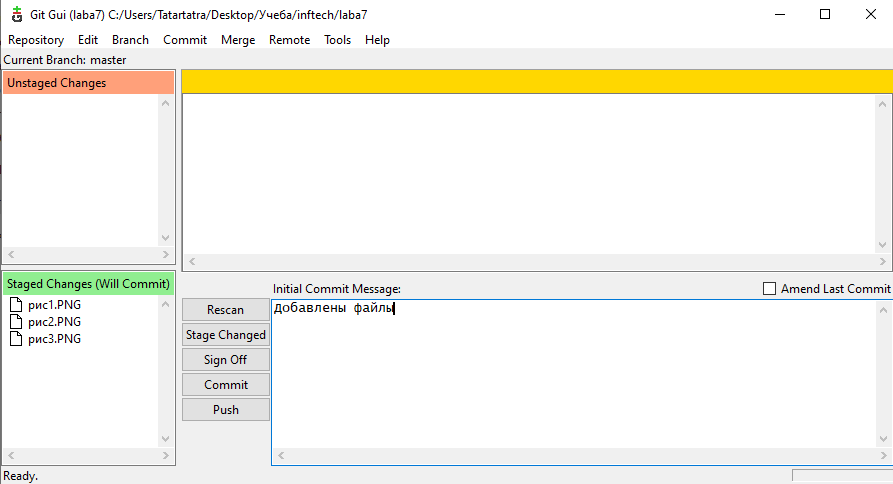 Git Gui (laba7) C:/Users/Tatartatra/Desktop/Учеба/inftech/laba7
Repository Edit Branch Commit Merge Remote Tools Help
Current Branch: master
Unstaged Changes
Staged Changes (Will Commit)
рис1.PNG
рис2.PNG
рис3.PNG
Initial Commit Message:
Amend Last Commit
Rescan
Stage Changed
Sign Off
Commit
Push
Добавлены файлы
Ready.